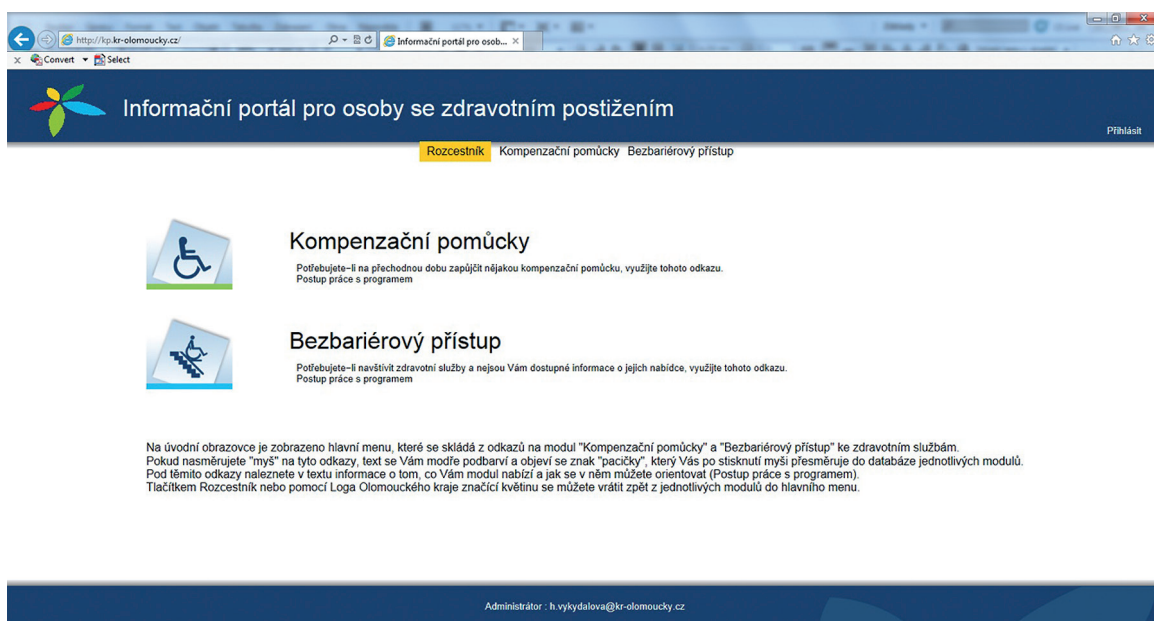 http://kp.kr-olomoucky.cz/
Informační portál pro osob...
x Convert Select
Informační portál pro osoby se zdravotním postižením
Přihlásit
Rozcestník Kompenzační pomůcky Bezbariérový přístup
Kompenzační pomůcky
Potřebujete-li na přechodnou dobu zapůjčit nějakou kompenzační pomůcku, využijte tohoto odkazu.
Postup práce s programem
Bezbariérový přístup
Potřebujete-li navštívit zdravotní služby a nejsou Vám dostupné informace o jejich nabídce, využijte tohoto odkazu.
Postup práce s programem
Na úvodní obrazovce je zobrazeno hlavní menu, které se skládá z odkazů na modul "Kompenzační pomůcky" a "Bezbariérový přístup" ke zdravotním službám.
Pokud nasměrujete "myš" na tyto odkazy, text se Vám modře podbarví a objeví se znak "pacičky", který Vás po stisknutí myši přesměruje do databáze jednotlivých modulů.
Pod těmito odkazy naleznete v textu informace o tom, co Vám modul nabízí a jak se v něm můžete orientovat (Postup práce s programem).
Tlačítkem Rozcestník nebo pomocí Loga Olomouckého kraje značící květinu se můžete vrátit zpět z jednotlivých modulů do hlavního menu.
Administrátor : h.vykydalova@kr-olomoucky.cz